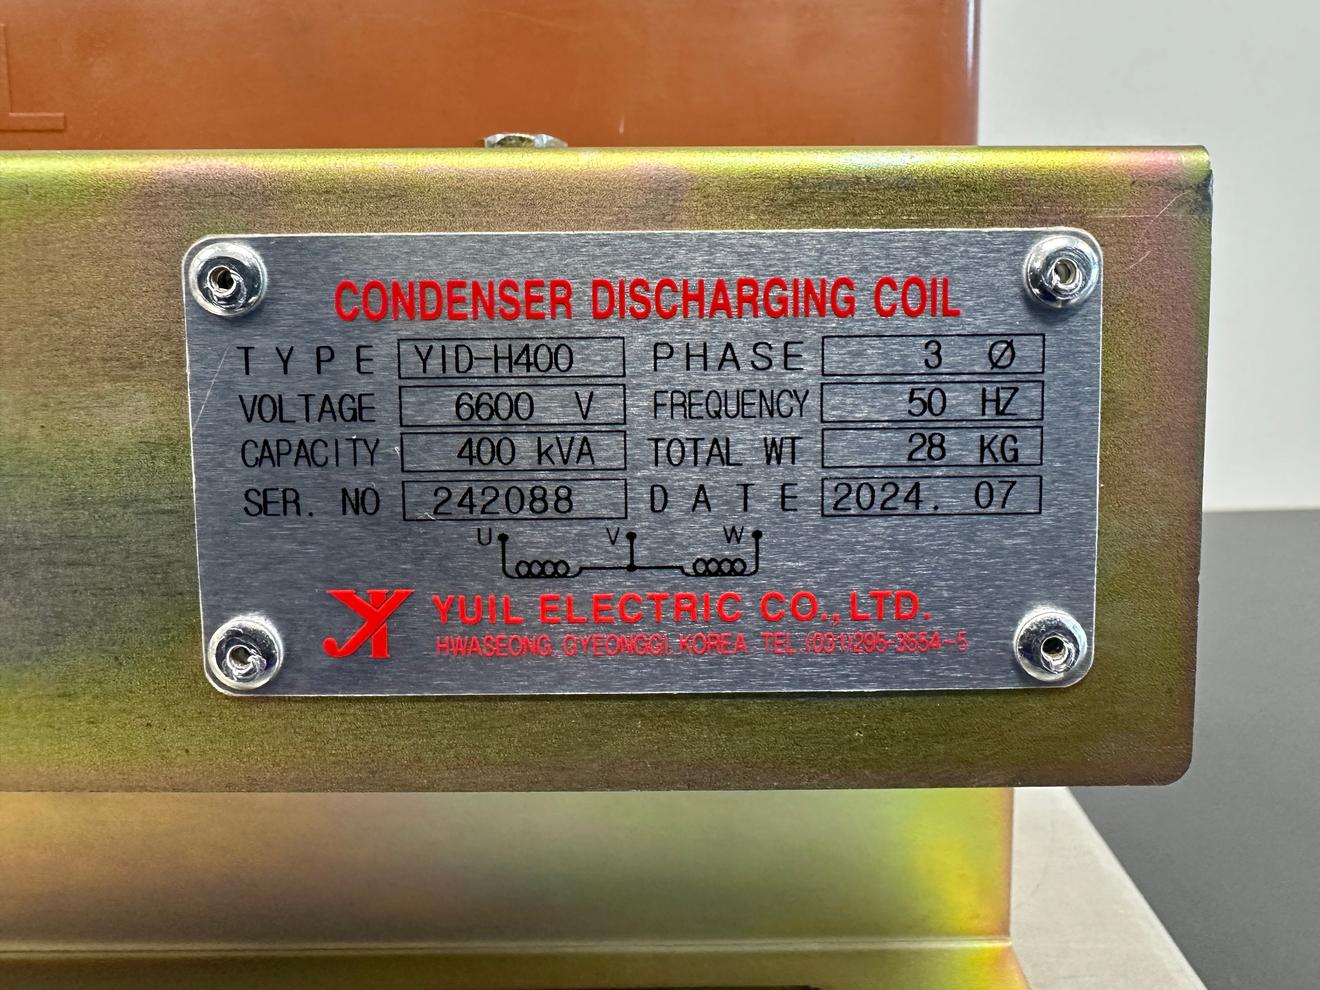 CONDENSER DISCHARGING COIL
TYPE YID-H400 PHASE 3 Ø
VOLTAGE 6600 V FREQUENCY 50 HZ
CAPACITY 400 kVA TOTAL WT 28 KG
SER. NO 242088 DATE 2024. 07
U V W
YI YUIL ELECTRIC CO., LTD.
HWASEONG, GYEONGGI, KOREA TEL.(031)295-3554~5